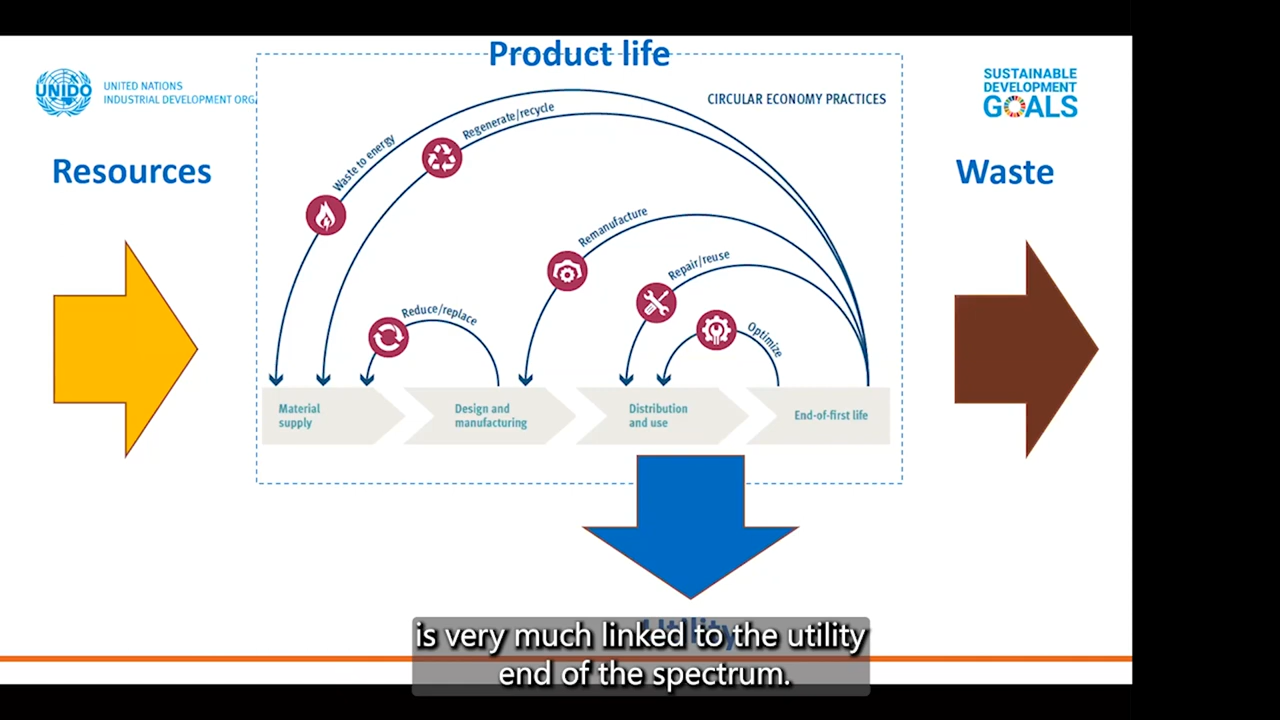 Product life
UNIDO
UNITED NATIONS
INDUSTRIAL DEVELOPMENT ORG
CIRCULAR ECONOMY PRACTICES
SUSTAINABLE
DEVELOPMENT
GOALS
Resources
Waste
Waste to energy
Regenerate/recycle
Remanufacture
Repair/reuse
Reduce/replace
Optimize
Material
supply
Design and
manufacturing
Distribution
and use
End-of-first life
Utility
is very much linked to the utility
end of the spectrum.